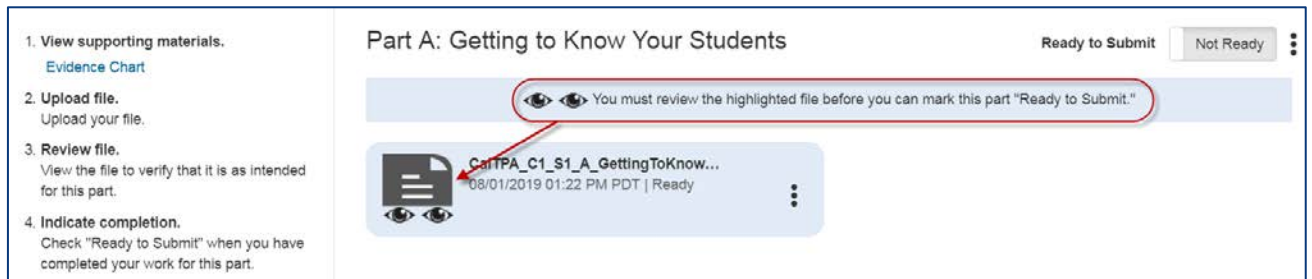 1. View supporting materials.
Evidence Chart
2. Upload file.
Upload your file.
3. Review file.
View the file to verify that it is as intended
for this part.
4. Indicate completion.
Check "Ready to Submit" when you have
completed your work for this part.
Part A: Getting to Know Your Students
Ready to Submit
Not Ready
You must review the highlighted file before you can mark this part "Ready to Submit."
CalTPA_C1_S1_A_GettingToKnow...
08/01/2019 01:22 PM PDT | Ready